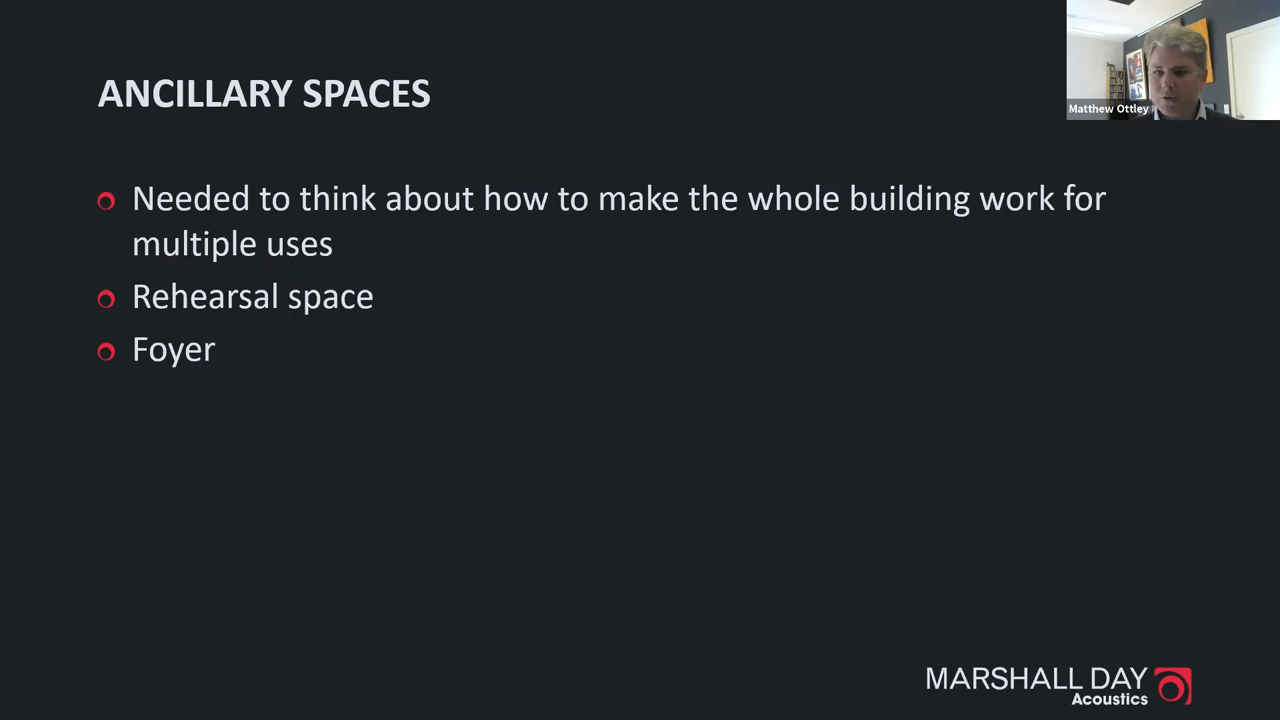 Matthew Ottley
ANCILLARY SPACES
Needed to think about how to make the whole building work for
multiple uses
Rehearsal space
Foyer
MARSHALL DAY
Acoustics